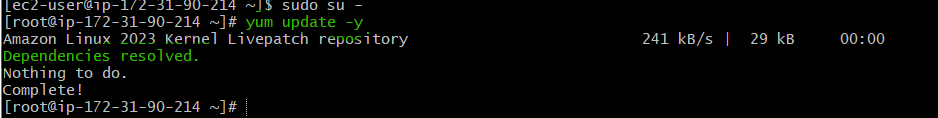 [ec2-user@ip-172-31-90-214 ~]$ sudo su -
[root@ip-172-31-90-214 ~]# yum update -y
Amazon Linux 2023 Kernel Livepatch repository 241 kB/s | 29 kB 00:00
Dependencies resolved.
Nothing to do.
Complete!
[root@ip-172-31-90-214 ~]#